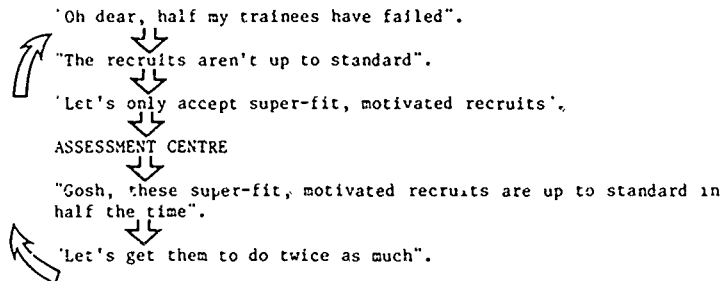 'Oh dear, half my trainees have failed".
"The recruits aren't up to standard".
'Let's only accept super-fit, motivated recruits'.
ASSESSMENT CENTRE
"Gosh, these super-fit, motivated recruits are up to standard in
half the time".
'Let's get them to do twice as much".